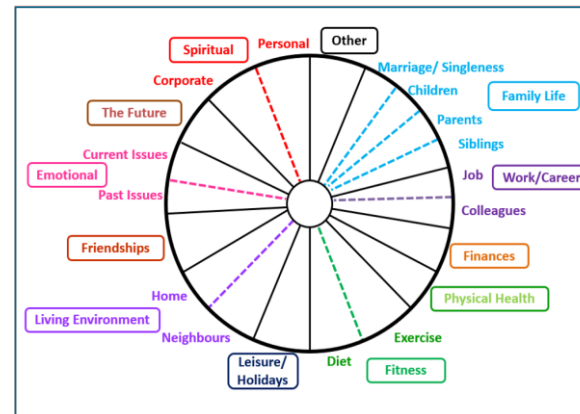 Spiritual
Personal
Other
Corporate
Marriage/ Singleness
Children
Family Life
The Future
Parents
Siblings
Current Issues
Emotional
Past Issues
Job
Work/Career
Colleagues
Friendships
Finances
Home
Physical Health
Living Environment
Neighbours
Exercise
Leisure/
Holidays
Diet
Fitness